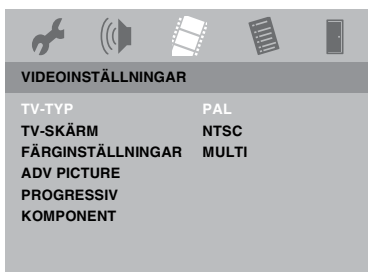 VIDEOINSTÄLLNINGAR
TV-TYP PAL
TV-SKÄRM NTSC
FÄRGINSTÄLLNINGAR MULTI
ADV PICTURE
PROGRESSIV
KOMPONENT